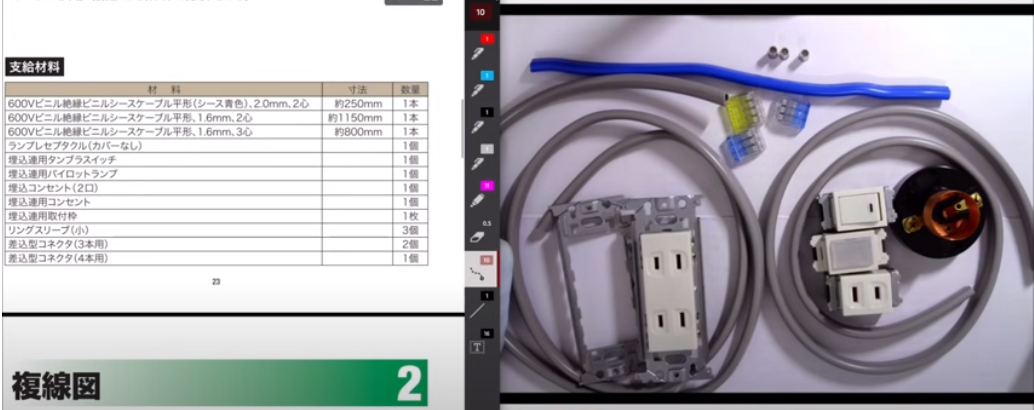 支給材料
材 料 寸法 数量
600Vビニル絶縁ビニルシースケーブル平形(シース青色)、2.0mm、2心 約250mm 1本
600Vビニル絶縁ビニルシースケーブル平形、1.6mm、2心 約1150mm 1本
600Vビニル絶縁ビニルシースケーブル平形、1.6mm、3心 約800mm 1本
ランプレセプタクル(カバーなし) 1個
埋込連用タンブラスイッチ 1個
埋込連用パイロットランプ 1個
埋込コンセント(2口) 1個
埋込連用コンセント 1個
埋込連用取付枠 1枚
リングスリーブ(小) 3個
差込型コネクタ(3本用) 2個
差込型コネクタ(4本用) 1個
23
複線図 2
10
1
1
1
1
11
0.5
10
1
16
T